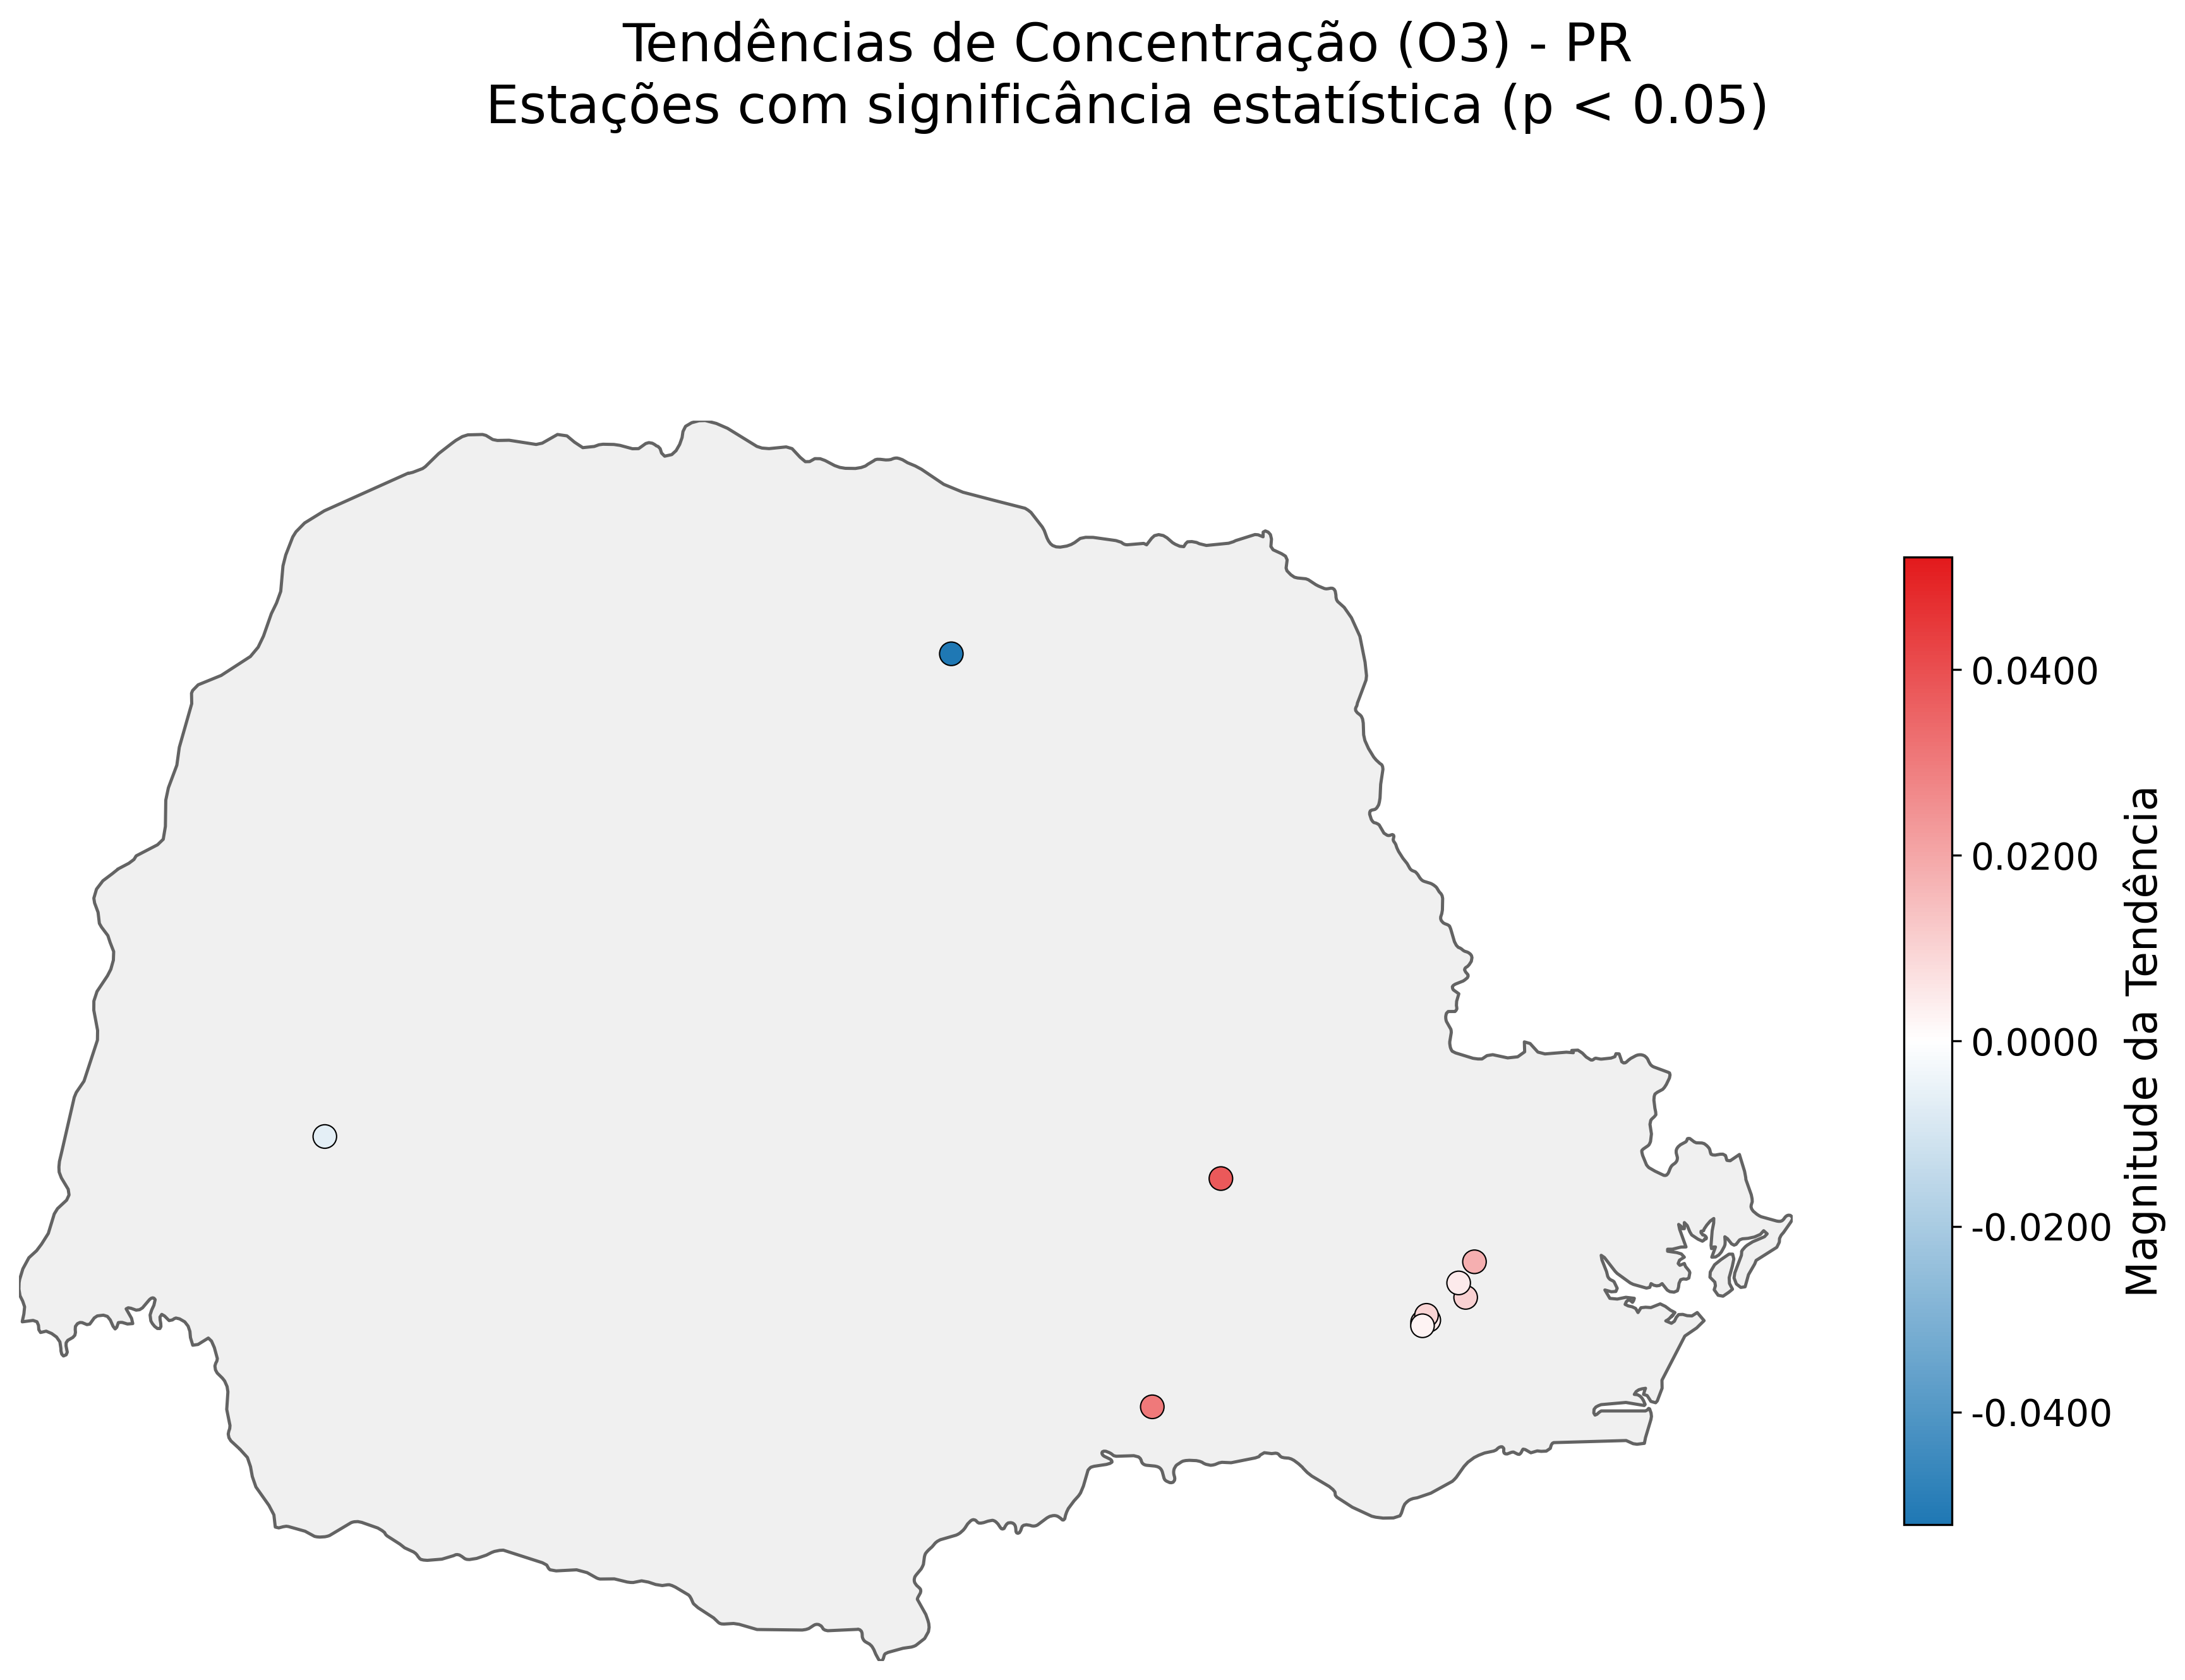 Tendências de Concentração (O3) - PR
Estações com significância estatística (p < 0.05)
0.0400
0.0200
0.0000
-0.0200
-0.0400
Magnitude da Tendência